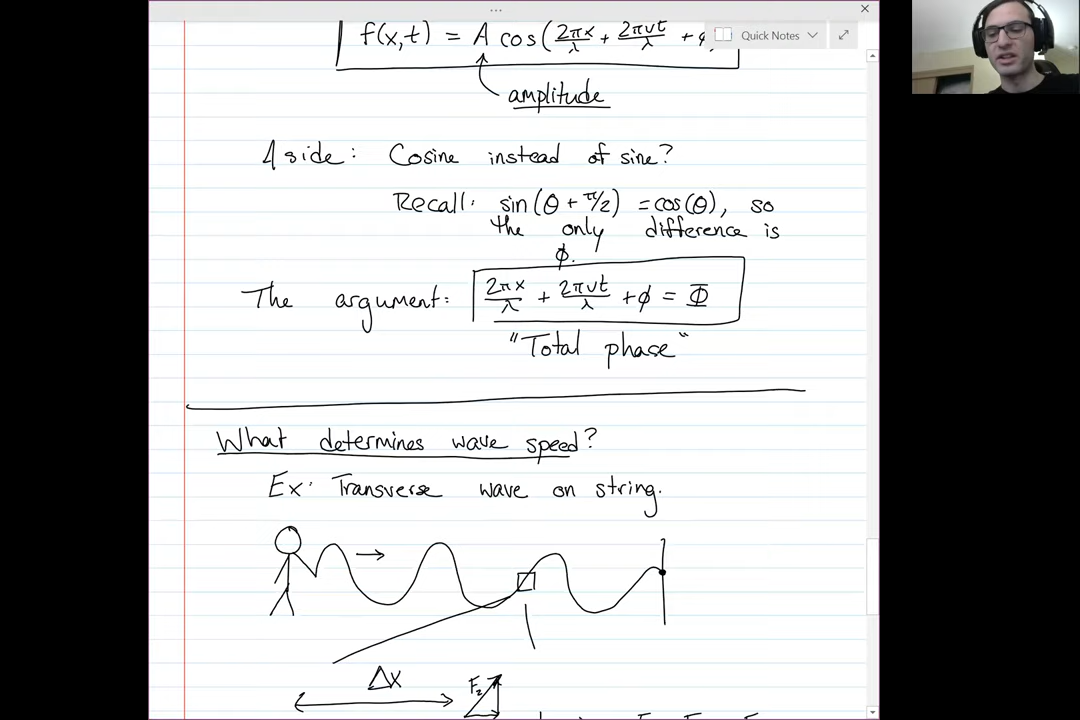 f(x,t) = A cos(2πx/λ + 2πvt/λ + ϕ
Quick Notes
amplitude
Aside: Cosine instead of sine?
Recall: sin(θ + π/2) = cos(θ), so
the only difference is
ϕ.
The argument: 2πx/λ + 2πvt/λ + ϕ = Φ
"Total phase"
What determines wave speed?
Ex: Transverse wave on string.
Δx
F₂